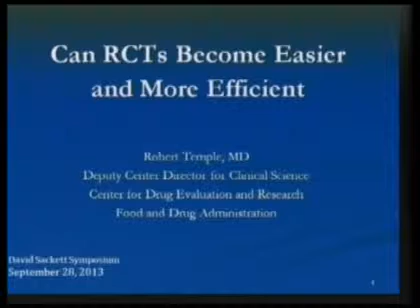 Can RCTs Become Easier
and More Efficient
Robert Temple, MD
Deputy Center Director for Clinical Science
Center for Drug Evaluation and Research
Food and Drug Administration
David Sackett Symposium
September 28, 2013
1